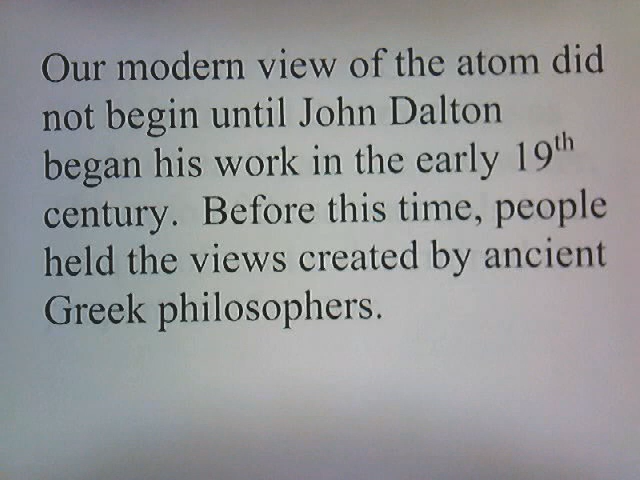 Our modern view of the atom did
not begin until John Dalton
began his work in the early 19th
century.  Before this time, people
held the views created by ancient
Greek philosophers.